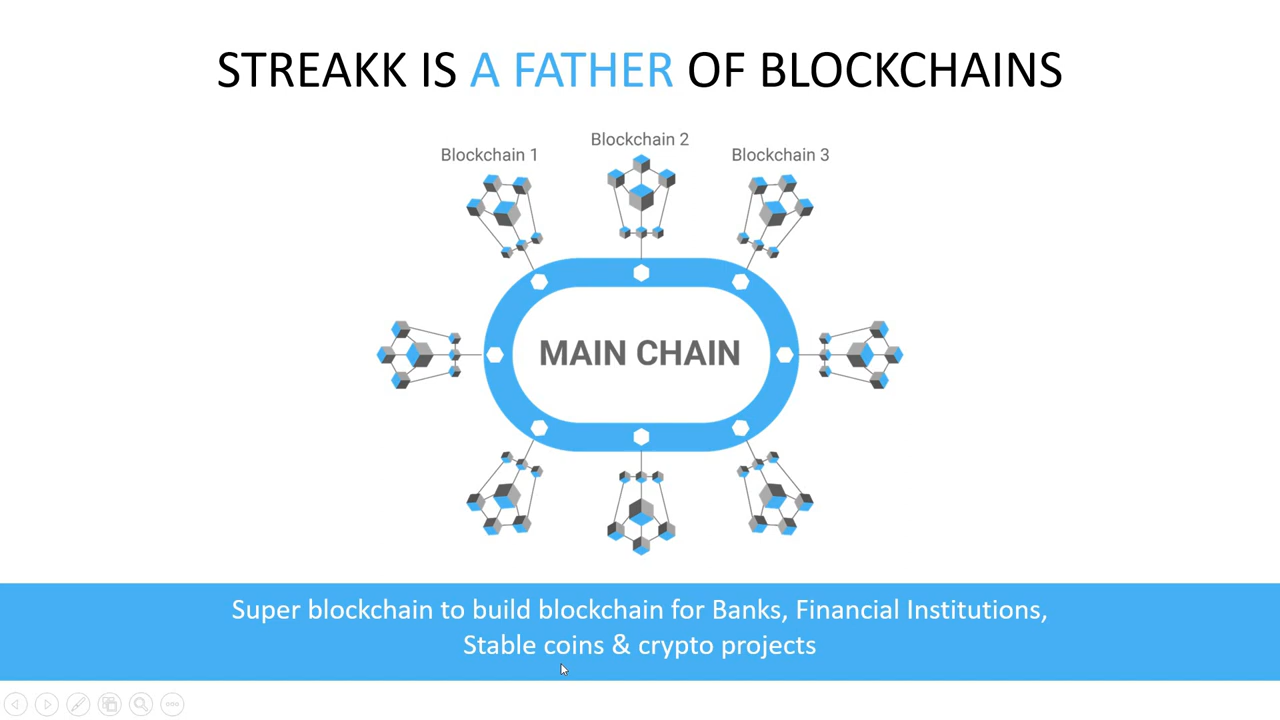 STREAKK IS A FATHER OF BLOCKCHAINS
Blockchain 1
Blockchain 2
Blockchain 3
MAIN CHAIN
Super blockchain to build blockchain for Banks, Financial Institutions,
Stable coins & crypto projects